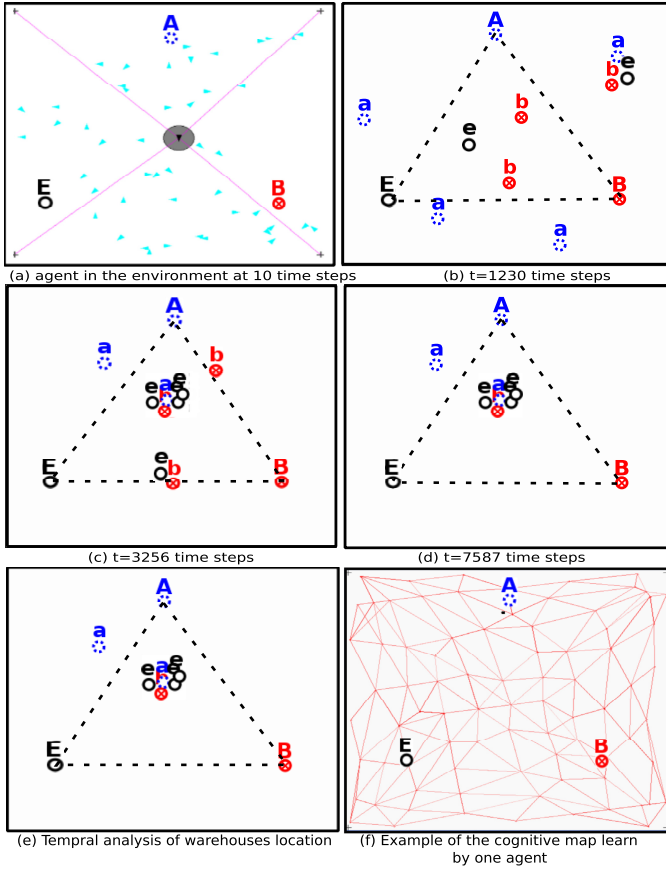 A
E
B
(a) agent in the environment at 10 time steps
A
a
e
b
a
b
e
b
E
B
a
a
(b) t=1230 time steps
A
a
b
e
a
e
e
E
e
b
B
(c) t=3256 time steps
A
a
e
a
e
e
E
B
(d) t=7587 time steps
A
a
e
a
e
e
E
B
(e) Tempral analysis of warehouses location
A
E
B
(f) Example of the cognitive map learn
by one agent